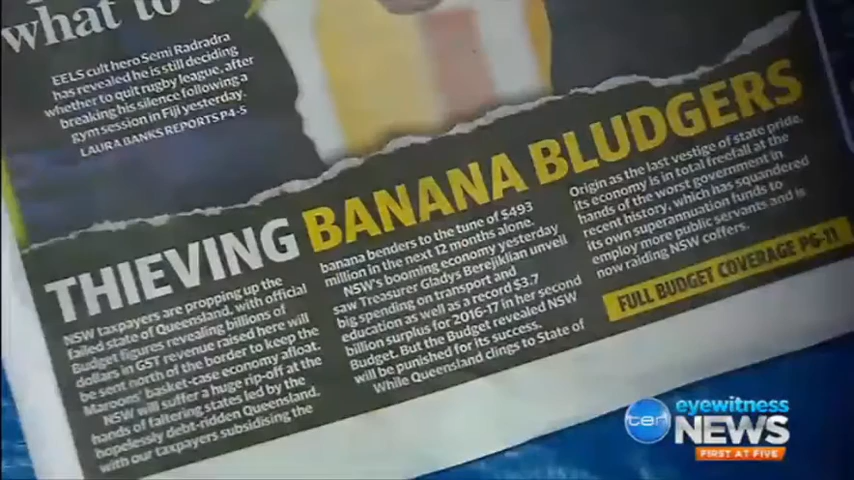 what to
EELS cult hero Semi Radradra
has revealed he is still deciding
whether to quit rugby league, after
breaking his silence following a
gym session in Fiji yesterday.
LAURA BANKS REPORTS P4-5
THIEVING BANANA BLUDGERS
NSW taxpayers are propping up the
failed state of Queensland, with official
Budget figures revealing billions of
dollars in GST revenue raised here will
be sent north of the border to keep the
Maroons' basket-case economy afloat.
NSW will suffer a huge rip-off at the
hands of faltering states led by the
hopelessly debt-ridden Queensland,
with our taxpayers subsidising the
banana benders to the tune of $493
million in the next 12 months alone.
NSW's booming economy yesterday
saw Treasurer Gladys Berejiklian unveil
big spending on transport and
education as well as a record $3.7
billion surplus for 2016-17 in her second
Budget. But the Budget revealed NSW
will be punished for its success.
While Queensland clings to State of
Origin as the last vestige of state pride,
its economy is in total freefall at the
hands of the worst government in
recent history, which has squandered
its own superannuation funds to
employ more public servants and is
now raiding NSW coffers.
FULL BUDGET COVERAGE PG-11
ten eyewitness
NEWS
FIRST AT FIVE